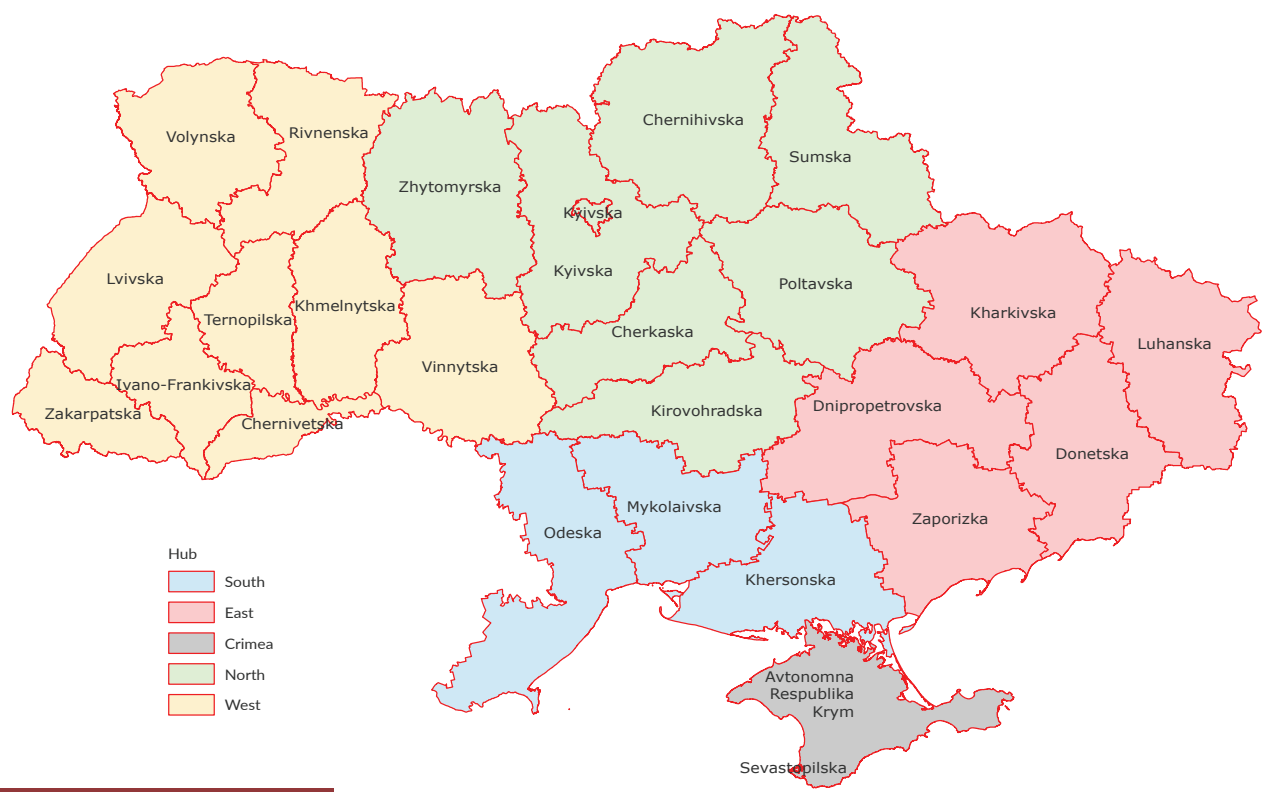 Chernihivska
Volynska
Rivnenska
Sumska
Zhytomyrska
Kyivska
Kyivska
Lvivska
Ternopilska
Khmelnytska
Poltavska
Kharkivska
Cherkaska
Luhanska
Vinnytska
Ivano-Frankivska
Zakarpatska
Chernivetska
Kirovohradska
Dnipropetrovska
Donetska
Mykolaivska
Zaporizka
Odeska
Khersonska
Hub
South
East
Crimea
North
West
Avtonomna
Respublika
Krym
Sevastopilska